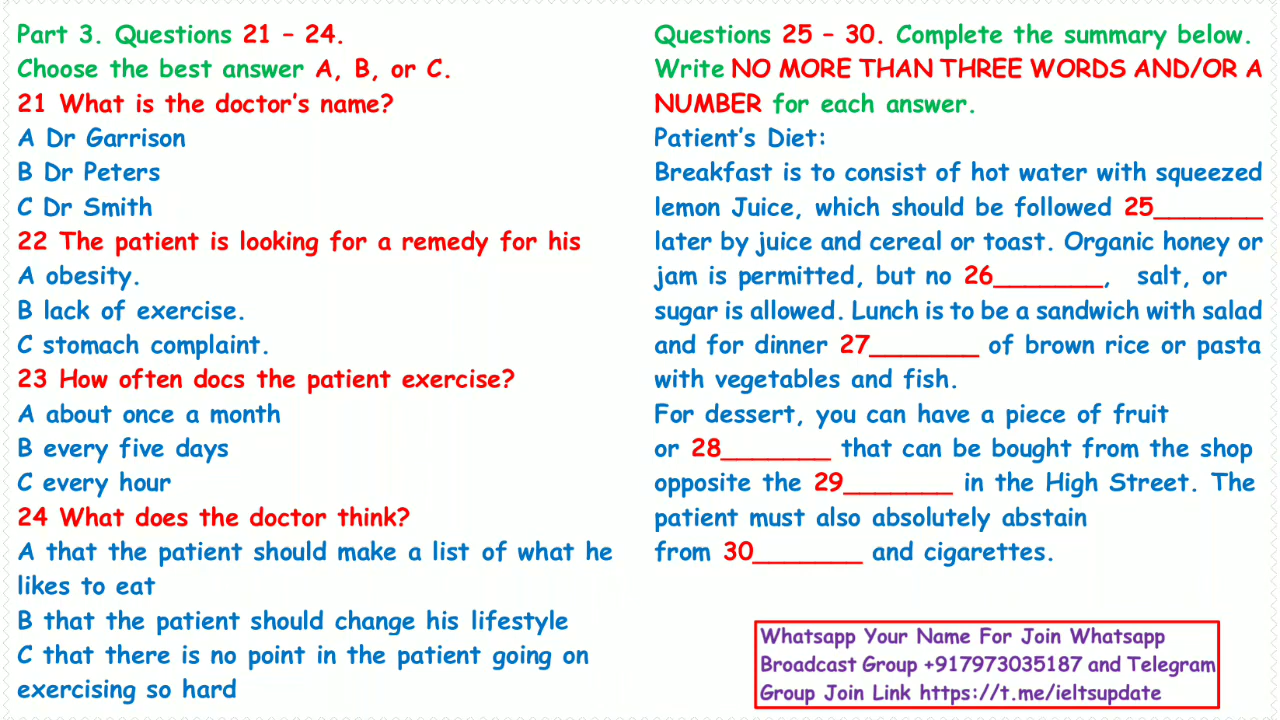 Part 3. Questions 21 – 24.
Choose the best answer A, B, or C.
21 What is the doctor's name?
A Dr Garrison
B Dr Peters
C Dr Smith
22 The patient is looking for a remedy for his
A obesity.
B lack of exercise.
C stomach complaint.
23 How often docs the patient exercise?
A about once a month
B every five days
C every hour
24 What does the doctor think?
A that the patient should make a list of what he
likes to eat
B that the patient should change his lifestyle
C that there is no point in the patient going on
exercising so hard
Questions 25 – 30. Complete the summary below.
Write NO MORE THAN THREE WORDS AND/OR A
NUMBER for each answer.
Patient's Diet:
Breakfast is to consist of hot water with squeezed
lemon Juice, which should be followed 25_______
later by juice and cereal or toast. Organic honey or
jam is permitted, but no 26_________, salt, or
sugar is allowed. Lunch is to be a sandwich with salad
and for dinner 27_______ of brown rice or pasta
with vegetables and fish.
For dessert, you can have a piece of fruit
or 28_______ that can be bought from the shop
opposite the 29_______ in the High Street. The
patient must also absolutely abstain
from 30_______ and cigarettes.
Whatsapp Your Name For Join Whatsapp
Broadcast Group +917973035187 and Telegram
Group Join Link https://t.me/ieltsupdate